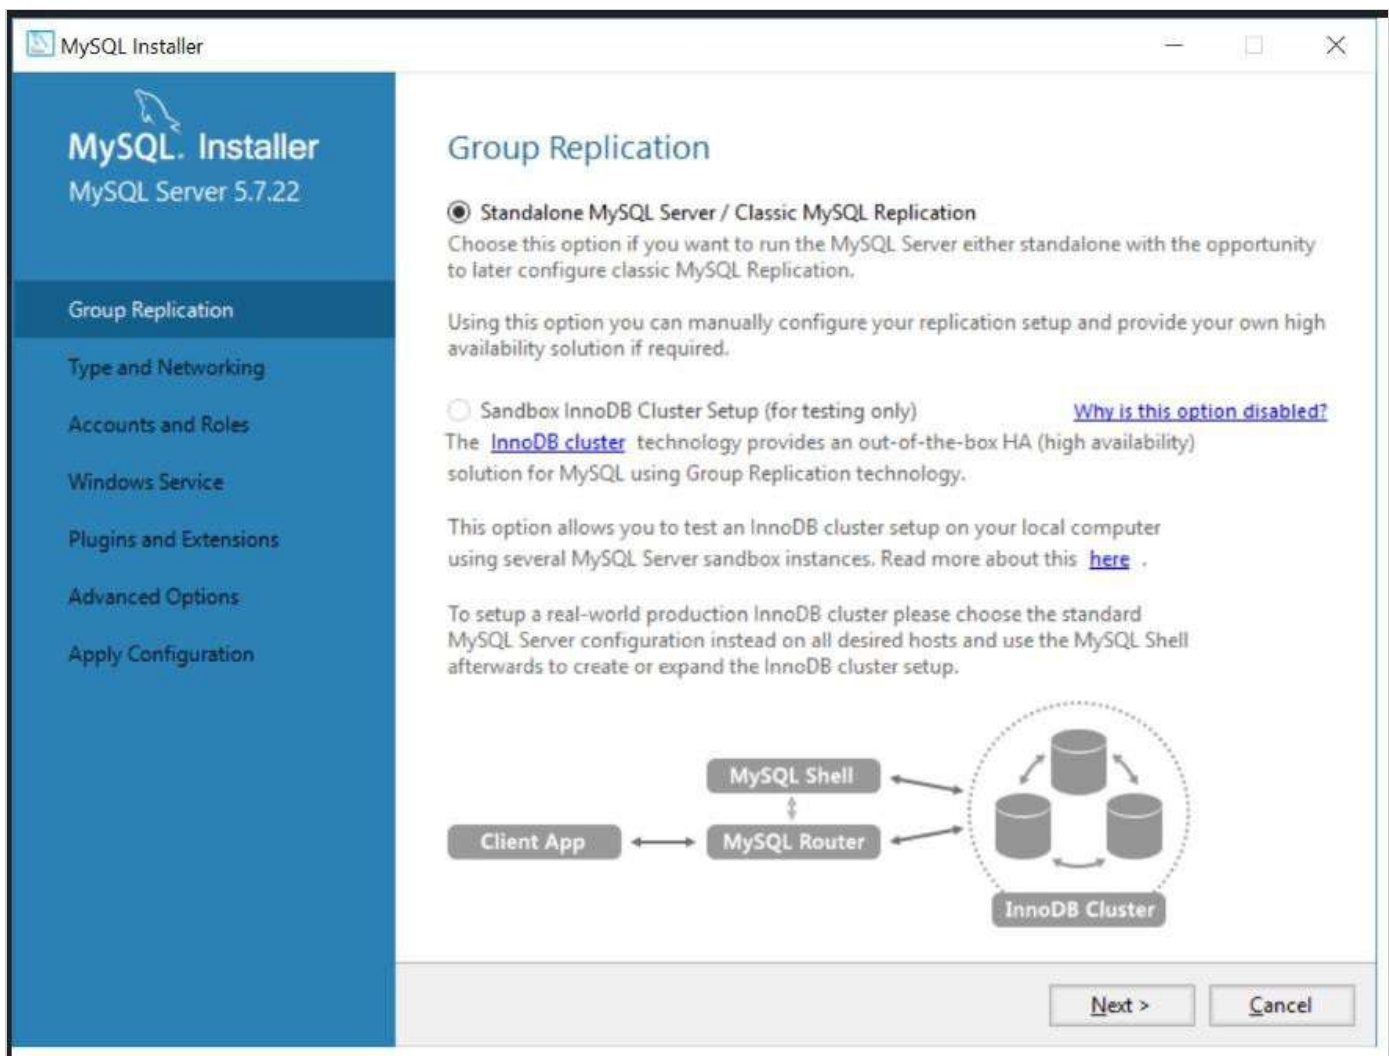 MySQL Installer
MySQL. Installer
MySQL Server 5.7.22
Group Replication
Type and Networking
Accounts and Roles
Windows Service
Plugins and Extensions
Advanced Options
Apply Configuration
Group Replication
Standalone MySQL Server / Classic MySQL Replication
Choose this option if you want to run the MySQL Server either standalone with the opportunity
to later configure classic MySQL Replication.
Using this option you can manually configure your replication setup and provide your own high
availability solution if required.
Sandbox InnoDB Cluster Setup (for testing only) Why is this option disabled?
The InnoDB cluster technology provides an out-of-the-box HA (high availability)
solution for MySQL using Group Replication technology.
This option allows you to test an InnoDB cluster setup on your local computer
using several MySQL Server sandbox instances. Read more about this here .
To setup a real-world production InnoDB cluster please choose the standard
MySQL Server configuration instead on all desired hosts and use the MySQL Shell
afterwards to create or expand the InnoDB cluster setup.
MySQL Shell
Client App
MySQL Router
InnoDB Cluster
Next >
Cancel